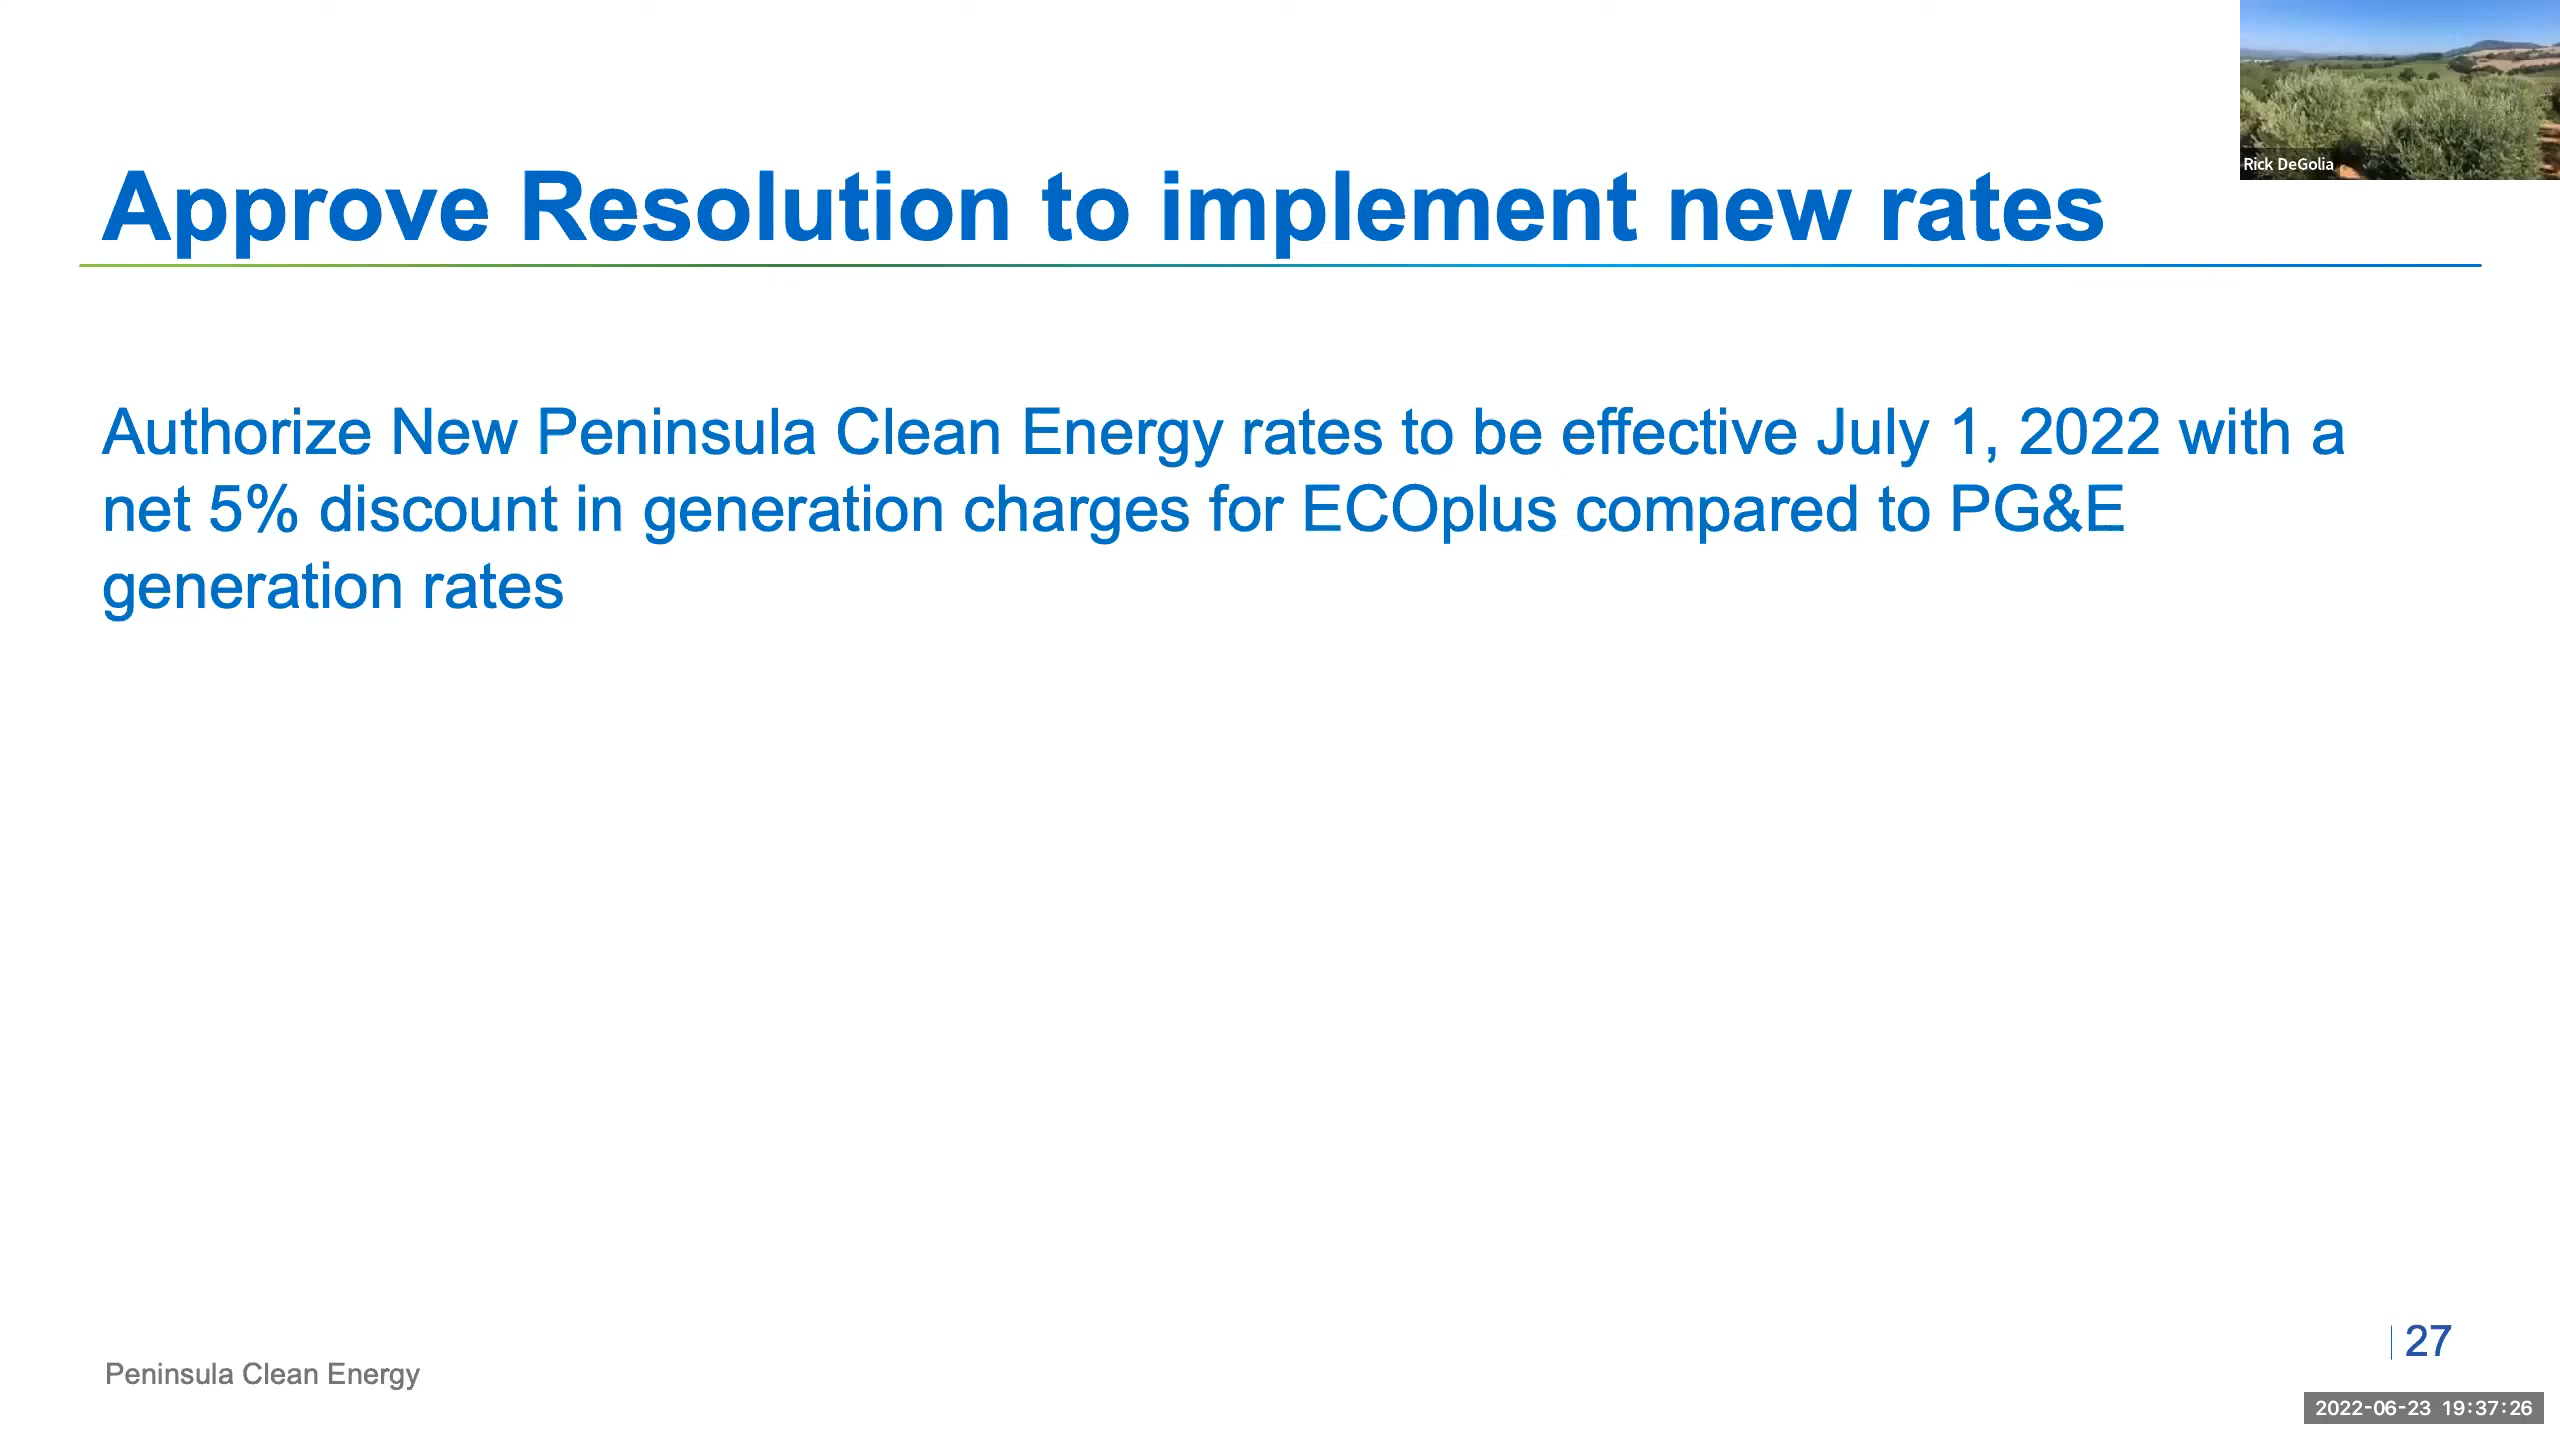 Rick DeGolia
Approve Resolution to implement new rates
Authorize New Peninsula Clean Energy rates to be effective July 1, 2022 with a
net 5% discount in generation charges for ECOplus compared to PG&E
generation rates
27
Peninsula Clean Energy
2022-06-23 19:37:26